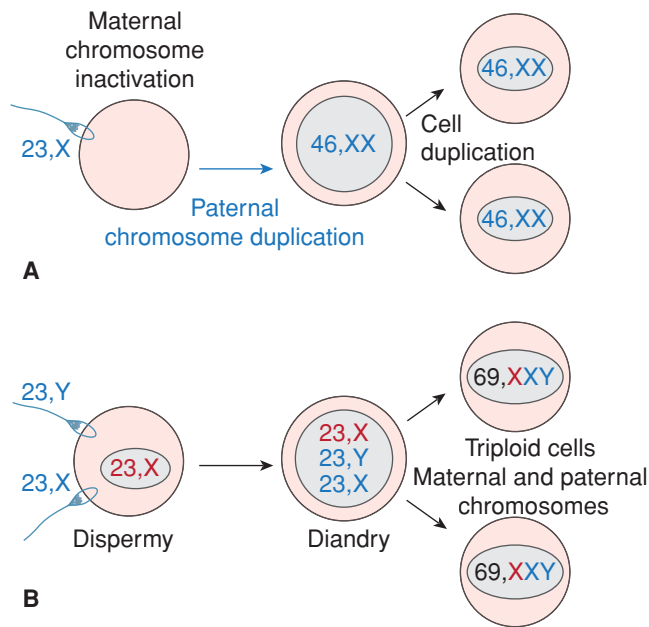 Maternal
chromosome
inactivation
23,X
46,XX
Paternal
chromosome duplication
Cell
duplication
46,XX
46,XX
A
23,Y
23,X
23,X
Dispermy
23,X
23,Y
23,X
Diandry
69,XXY
Triploid cells
Maternal and paternal
chromosomes
69,XXY
B